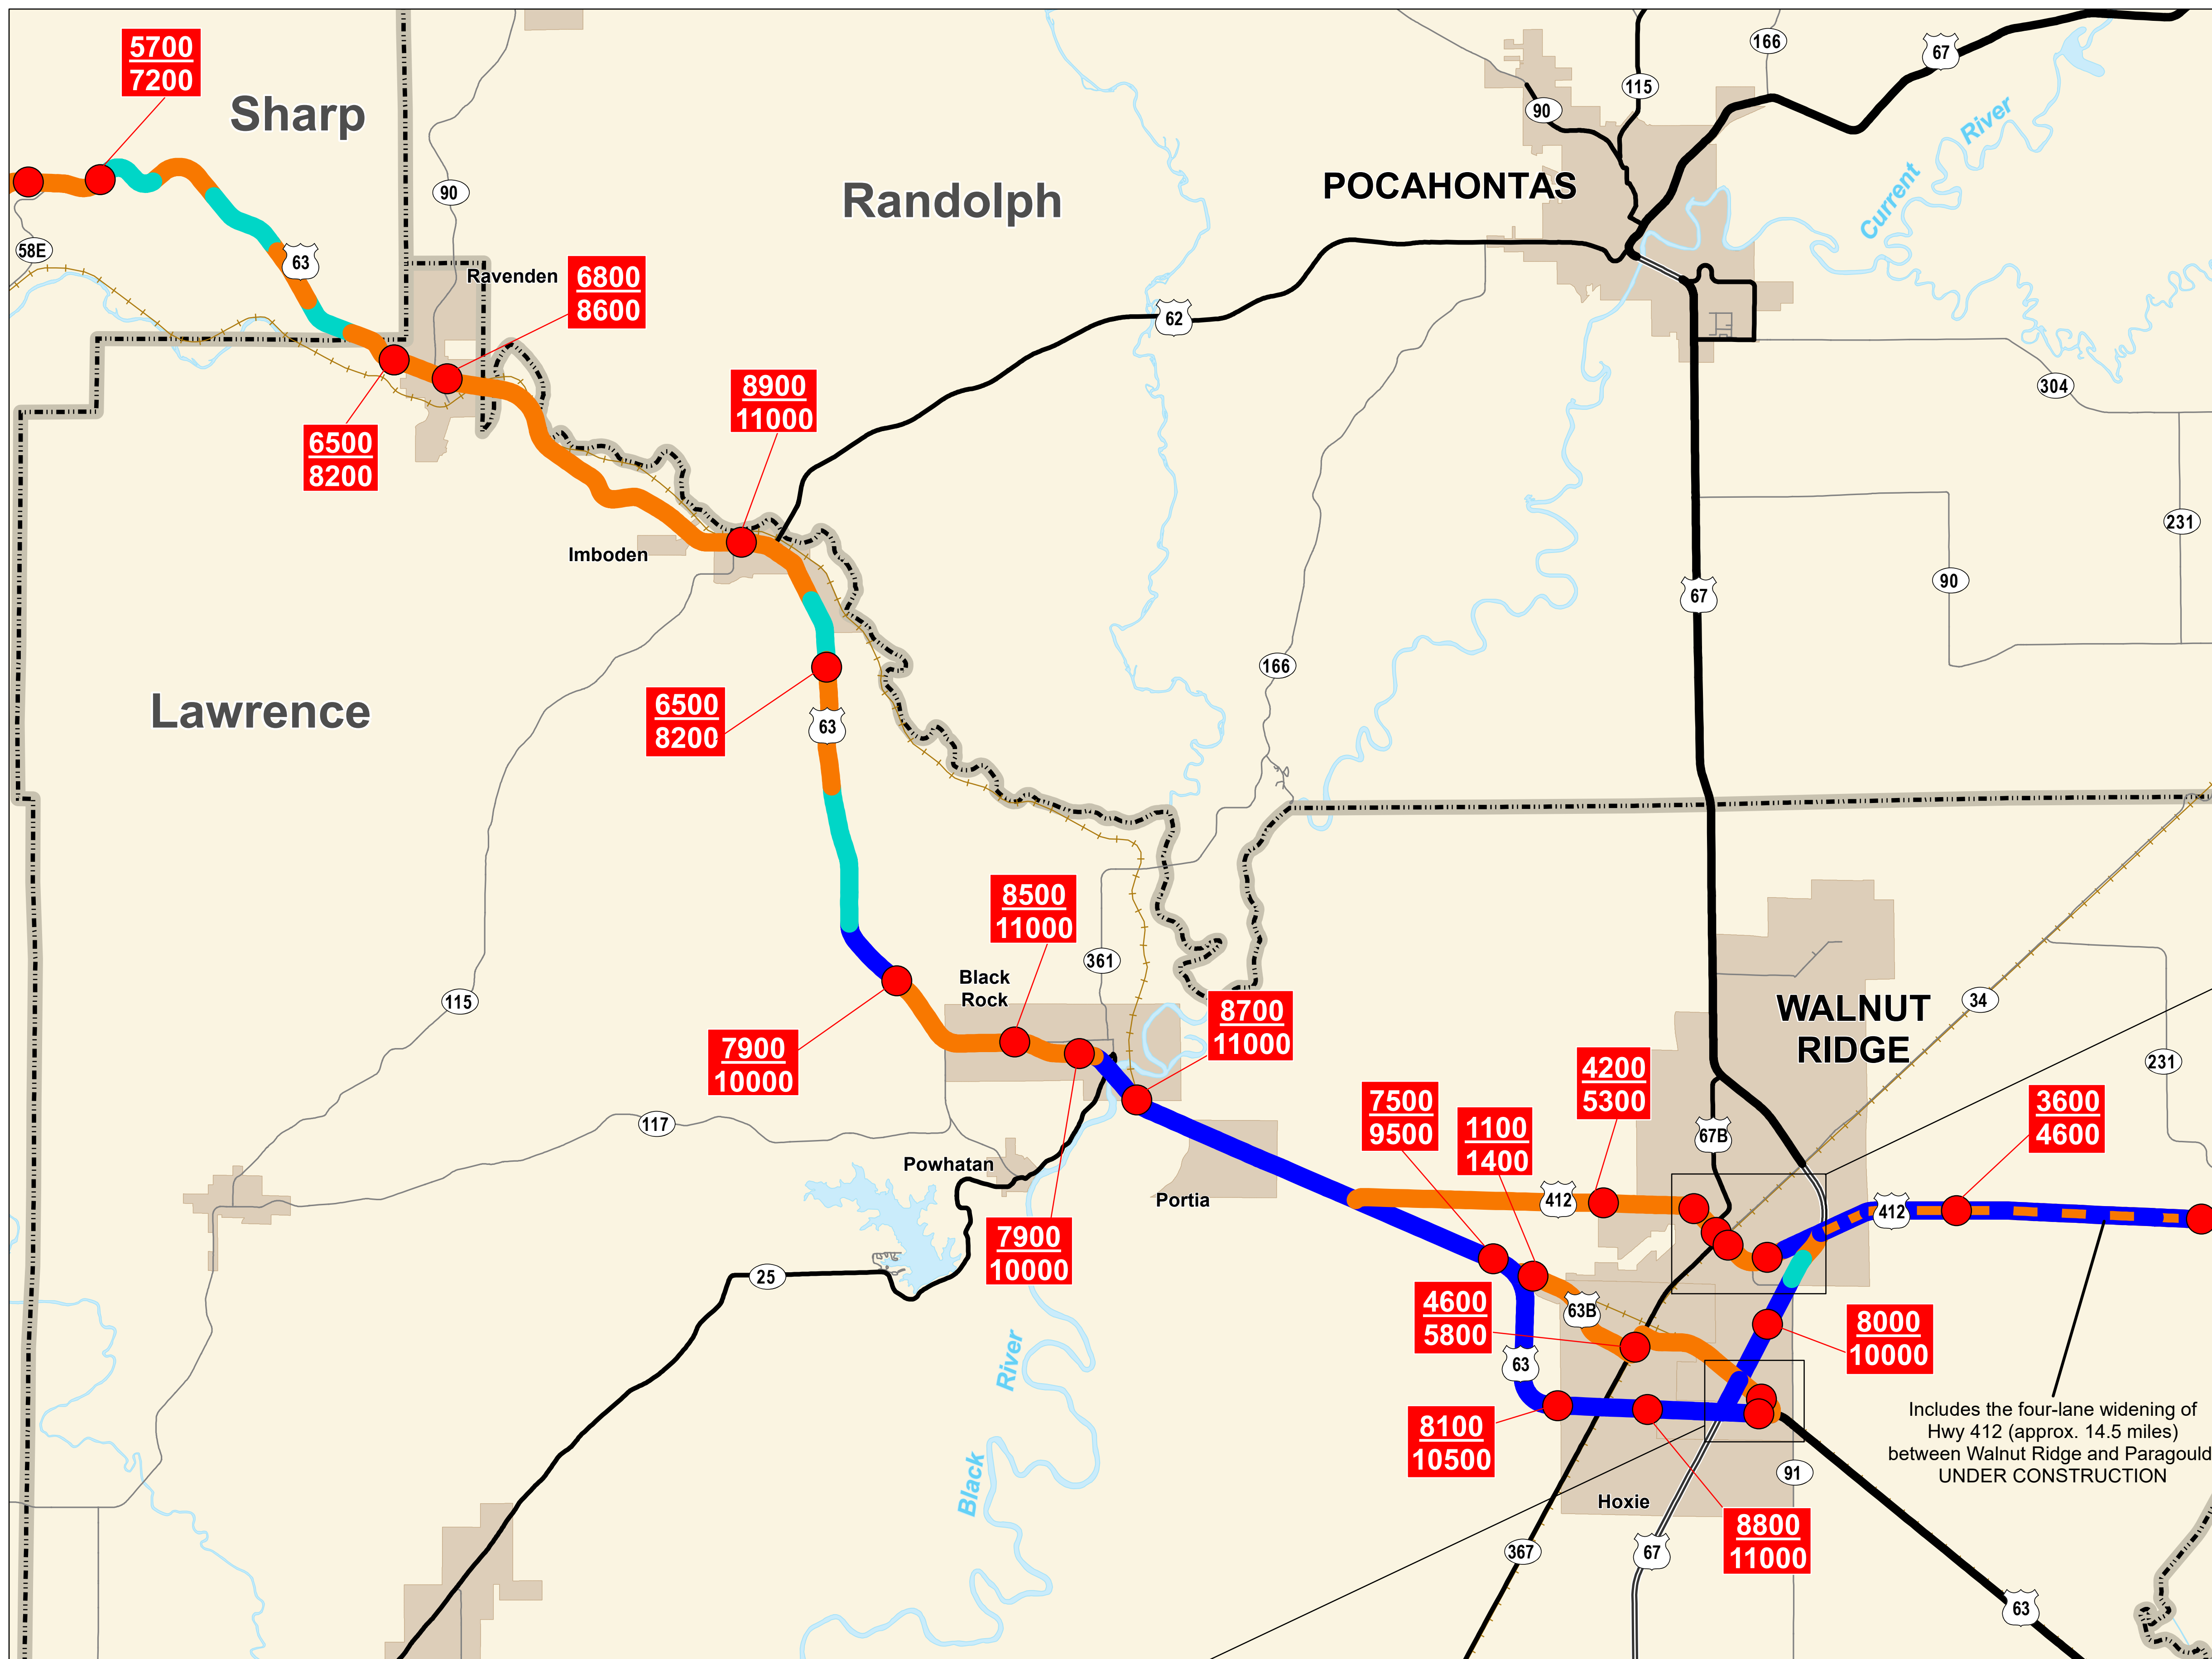 5700
7200
Sharp
58E
63
90
Ravenden
6800
8600
6500
8200
Randolph
8900
11000
Imboden
62
POCAHONTAS
90
115
166
67
Current
River
304
231
90
67
166
Lawrence
6500
8200
63
115
8500
11000
Black
Rock
361
8700
11000
7900
10000
117
Powhatan
7900
10000
Portia
25
Black
River
WALNUT
RIDGE
34
231
7500
9500
1100
1400
4200
5300
67B
3600
4600
412
412
4600
5800
63B
63
8000
10000
8100
10500
Hoxie
8800
11000
91
367
67
63
Includes the four-lane widening of
Hwy 412 (approx. 14.5 miles)
between Walnut Ridge and Paragould
UNDER CONSTRUCTION